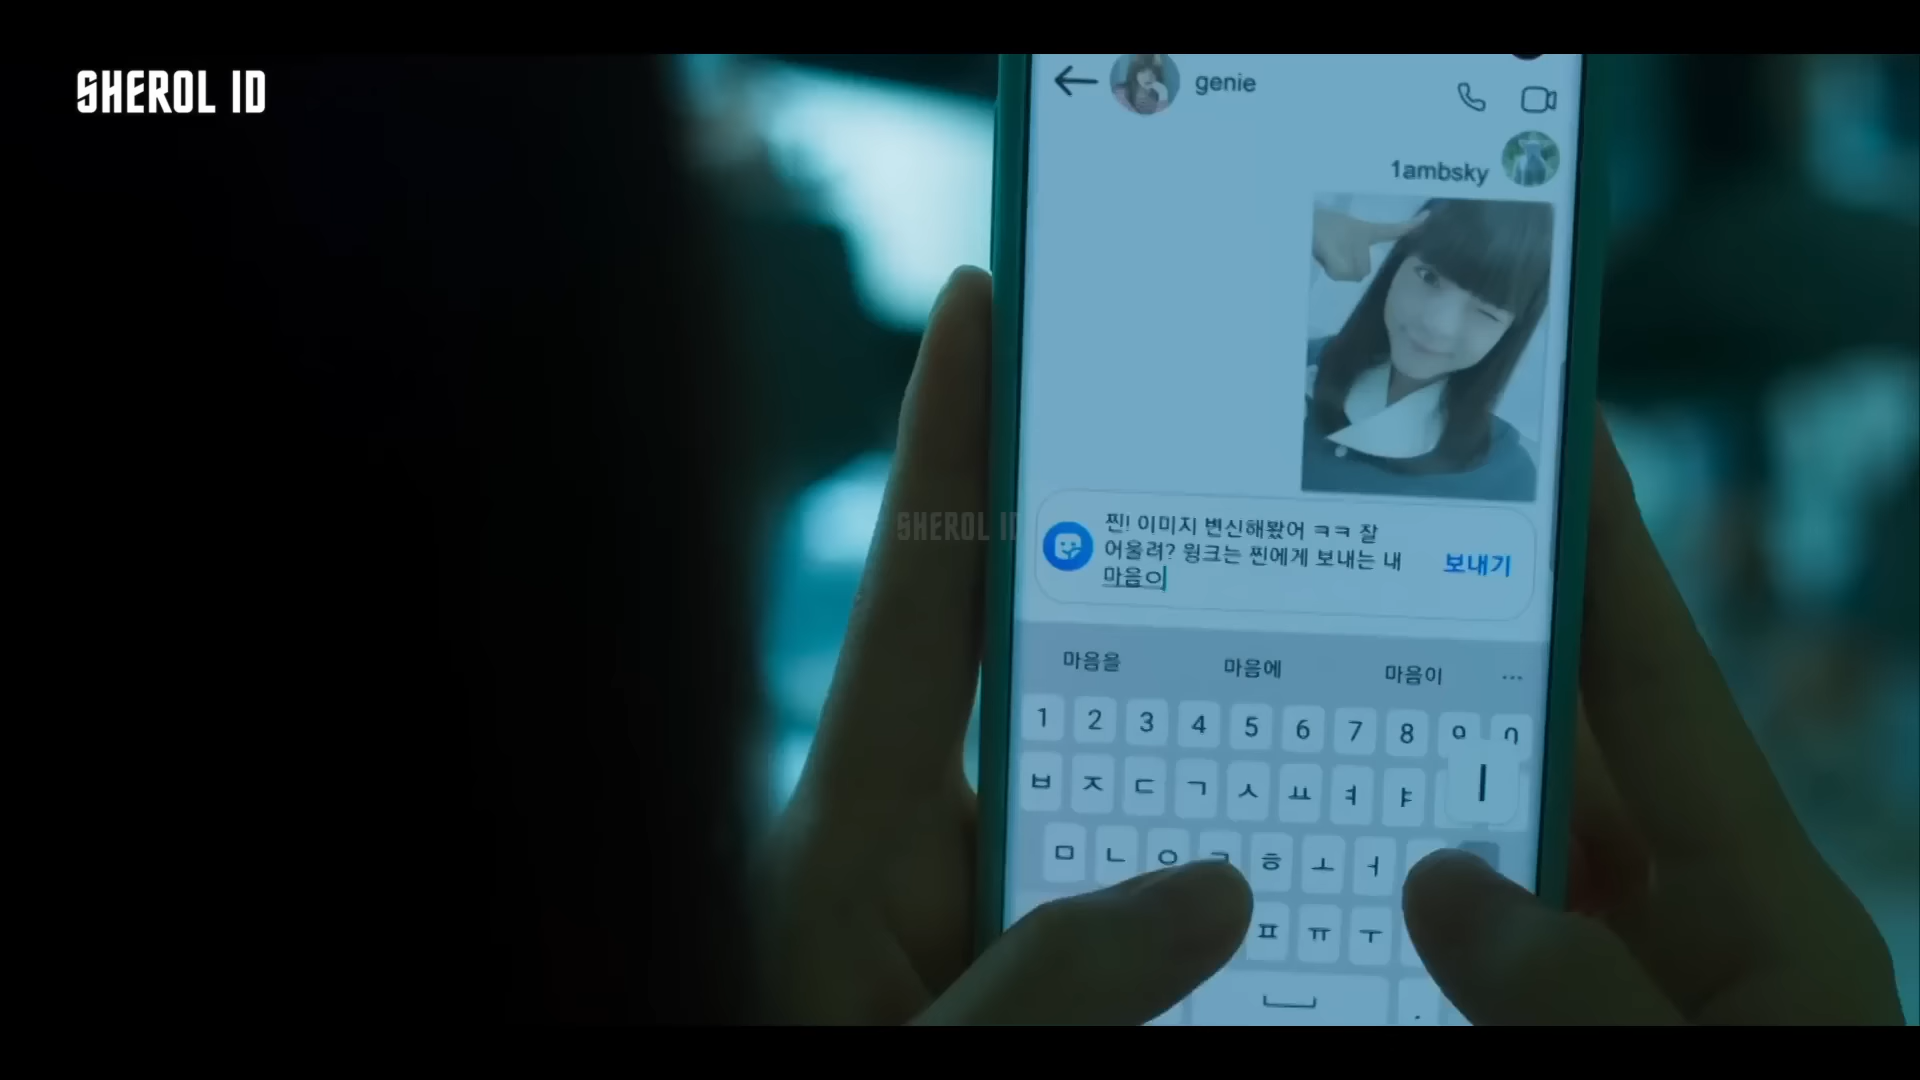 SHEROL ID
genie
1ambsky
SHEROL ID
찐! 이미지 변신해봤어 ㅋㅋ 잘
어울려? 윙크는 찐에게 보내는 내
마음이
보내기
마음을 마음에 마음이 ...
1 2 3 4 5 6 7 8 9 0
ㅂ ㅈ ㄷ ㄱ ㅅ ㅛ ㅕ ㅑ ㅣ
ㅁ ㄴ ㅇ ㄹ ㅎ ㅗ ㅓ
ㅍ ㅠ ㅜ
.